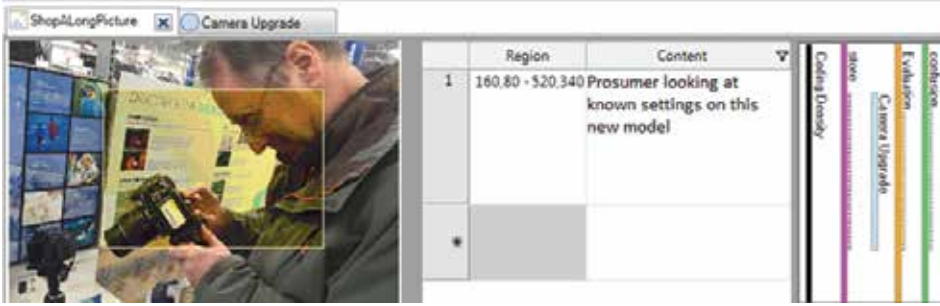 ShopALongPicture
Camera Upgrade
Region
Content
1
160,80 - 520,340
Prosumer looking at
known settings on this
new model
*
Coding Density
store
Camera Upgrade
Evaluation
confusion